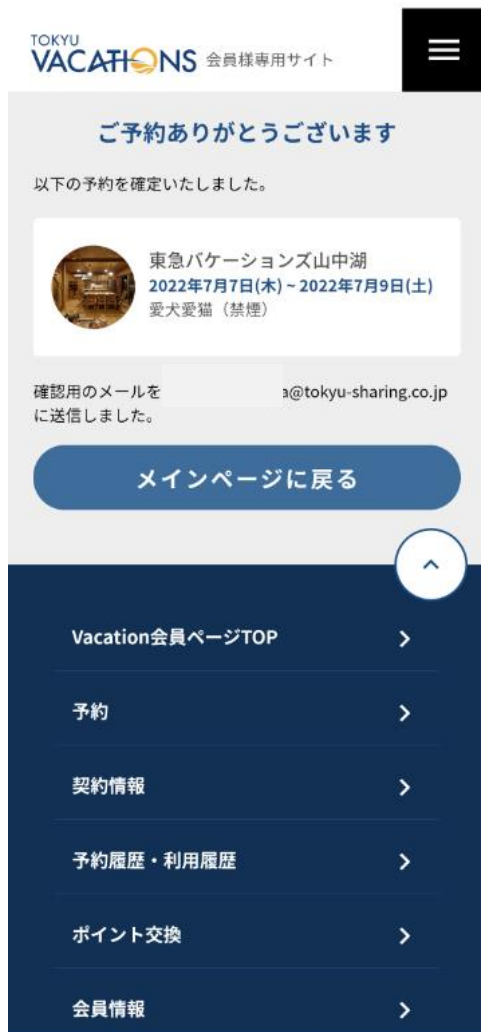 TOKYU
VACATIONS 会員様専用サイト
ご予約ありがとうございます
以下の予約を確定いたしました。
東急バケーションズ山中湖
2022年7月7日(木) ~ 2022年7月9日(土)
愛犬愛猫（禁煙）
確認用のメールを a@tokyu-sharing.co.jp
に送信しました。
メインページに戻る
Vacation会員ページTOP
予約
契約情報
予約履歴・利用履歴
ポイント交換
会員情報